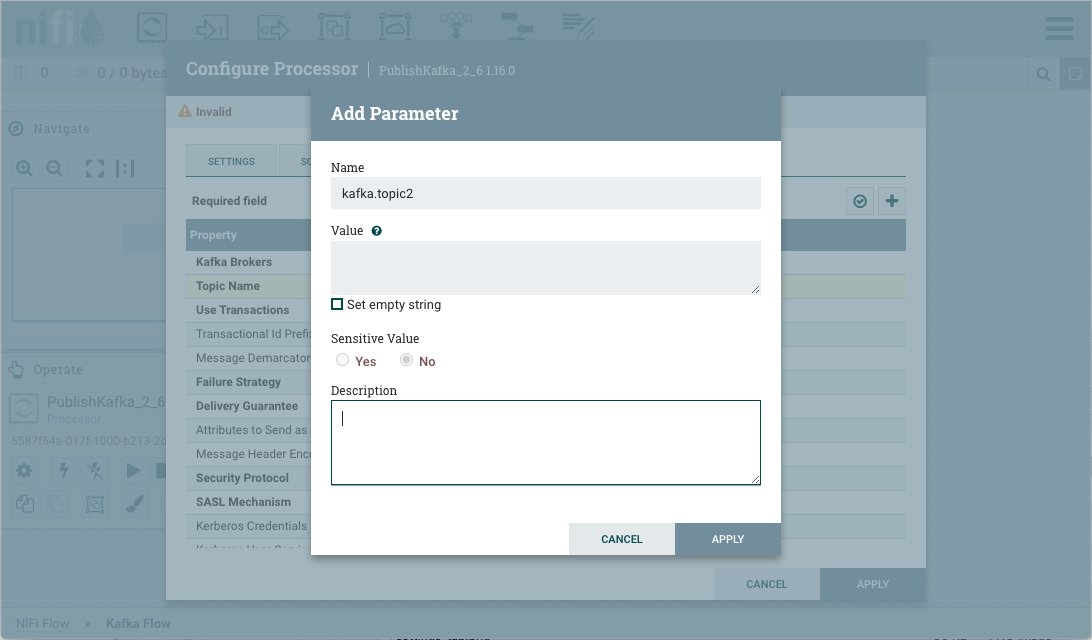 nifi
0
0 / 0 bytes
Configure Processor
PublishKafka_2_6 1.16.0
Invalid
Navigate
SETTINGS
Required field
Property
Kafka Brokers
Topic Name
Use Transactions
Transactional Id Prefix
Message Demarcator
Failure Strategy
Delivery Guarantee
Attributes to Send as
Message Header Enc
Security Protocol
SASL Mechanism
Kerberos Credentials
Operate
PublishKafka_2_6
Processor
5587f54a-017f-1000-b213-2c
Add Parameter
Name
kafka.topic2
Value
Set empty string
Sensitive Value
Yes
No
Description
CANCEL
APPLY
CANCEL
APPLY
NiFi Flow » Kafka Flow